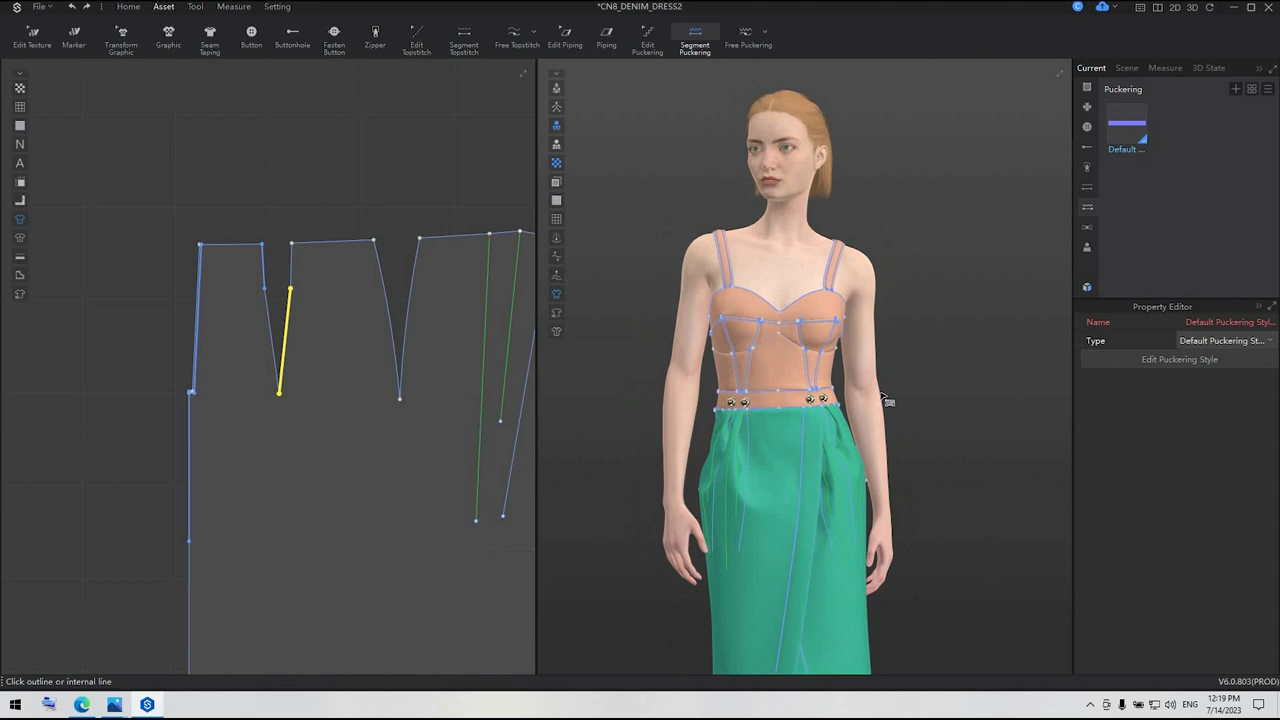 File
Home
Asset
Tool
Measure
Setting
*CN8_DENIM_DRESS2
2D
3D
Edit Texture
Marker
Transform
Graphic
Graphic
Seam
Taping
Button
Buttonhole
Fasten
Button
Zipper
Edit
Topstitch
Segment
Topstitch
Free Topstitch
Edit Piping
Piping
Edit
Puckering
Segment
Puckering
Free Puckering
Current
Scene
Measure
3D State
Puckering
Default ...
Property Editor
Name
Default Puckering Styl...
Type
Default Puckering St...
Edit Puckering Style
Click outline or internal line
V6.0.803(PROD)
ENG
12:19 PM
7/14/2023